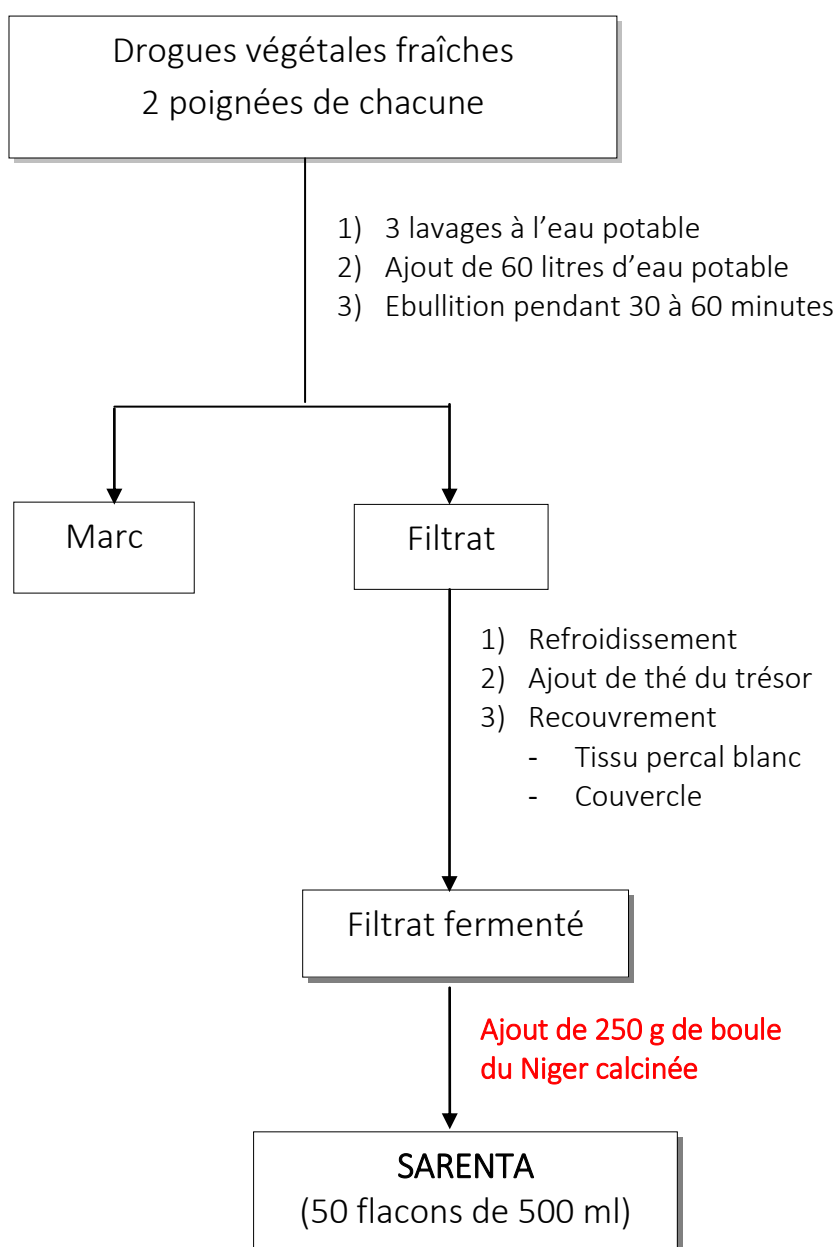 Drogues végétales fraîches
2 poignées de chacune
1) 3 lavages à l’eau potable
2) Ajout de 60 litres d’eau potable
3) Ebullition pendant 30 à 60 minutes
Marc
Filtrat
1) Refroidissement
2) Ajout de thé du trésor
3) Recouvrement
- Tissu percal blanc
- Couvercle
Filtrat fermenté
Ajout de 250 g de boule
du Niger calcinée
SARENTA
(50 flacons de 500 ml)